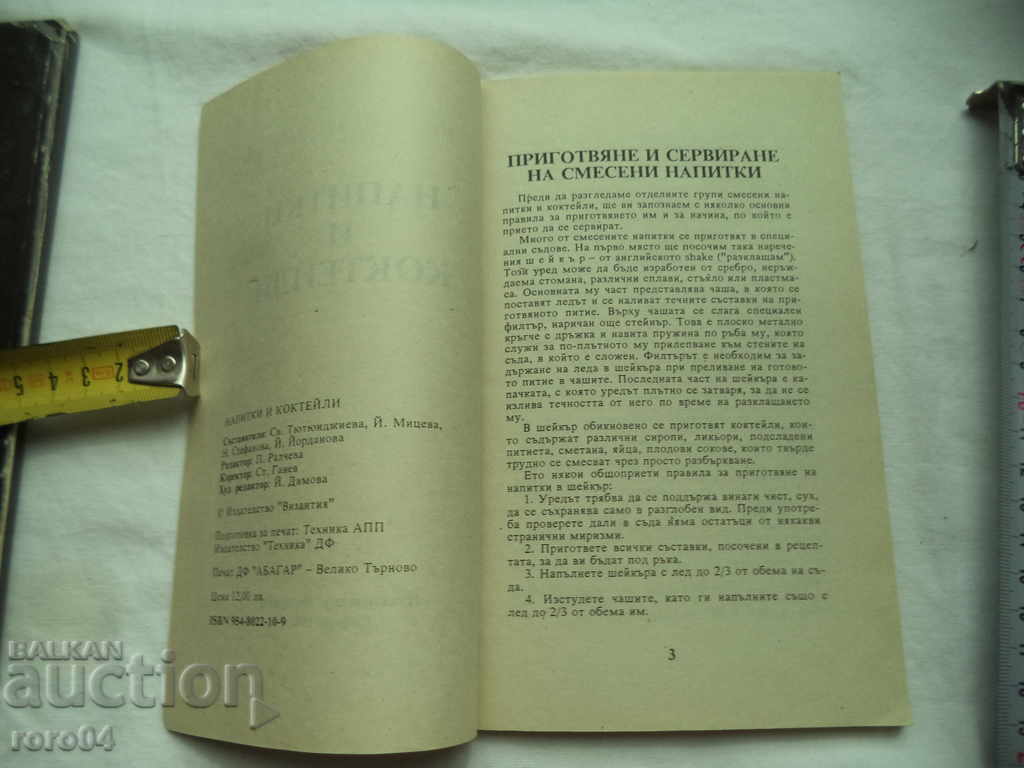 НАПИТКИ И КОКТЕЙЛИ
Съставители: Св. Тютюнджиева, Й. Мицева,
Н. Стефанова, Й. Йорданова
Редактор: П. Ралчева
Коректор: Ст. Ганев
Худ. редактор: Й. Димова
© Издателство "Византия"
Подготовка за печат: Техника АПП
Издателство "Техника" ДФ
Печат ДФ "АБАГАР" – Велико Търново
Цена 12,00 лв.
ISBN 954-8022-10-9
ПРИГОТВЯНЕ И СЕРВИРАНЕ
НА СМЕСЕНИ НАПИТКИ
Преди да разгледаме отделните групи смесени на-
питки и коктейли, ще ви запознаем с няколко основни
правила за приготвянето им и за начина, по който е
прието да се сервират.
Много от смесените напитки се приготвят в специ-
ални съдове. На първо място ще посочим така наречения
ш е й к ъ р – от английското shake ("разклащам").
Този уред може да бъде изработен от сребро, неръж-
даема стомана, различни сплави, стъкло или пластма-
са. Основната му част представлява чаша, в която се
поставят ледът и се наливат течните съставки на при-
готвяното питие. Върху чашата се слага специален
филтър, наричан още стейнър. Това е плоско метално
кръгче с дръжка и навита пружина по ръба му, която
служи за по-плътното му прилепване към стените на
съда, в който е сложен. Филтърът е необходим за за-
държане на леда в шейкъра при преливане на готово-
то питие в чашите. Последната част на шейкъра е ка-
пачката, с която уредът плътно се затваря, за да не се
излива течността от него по време на разклащането
му.
В шейкър обикновено се приготвят коктейли, кои-
то съдържат различни сиропи, ликьори, подсладени
питиета, сметана, яйца, плодови сокове, които твърде
трудно се смесват чрез просто разбъркване.
Ето някои общоприети правила за приготвяне на
напитки в шейкър:
1. Уредът трябва да се поддържа винаги чист, сух,
да се съхранява само в разглобен вид. Преди употре-
ба проверете дали в съда няма остатъци от някакви
странични миризми.
2. Пригответе всички съставки, посочени в рецеп-
тата, за да ви бъдат под ръка.
3. Напълнете шейкъра с лед до 2/3 от обема на съ-
да.
4. Изстудете чашите, като ги напълните също с
лед до 2/3 от обема им.
3
2 3 4 5
BALKAN
auction
roro04